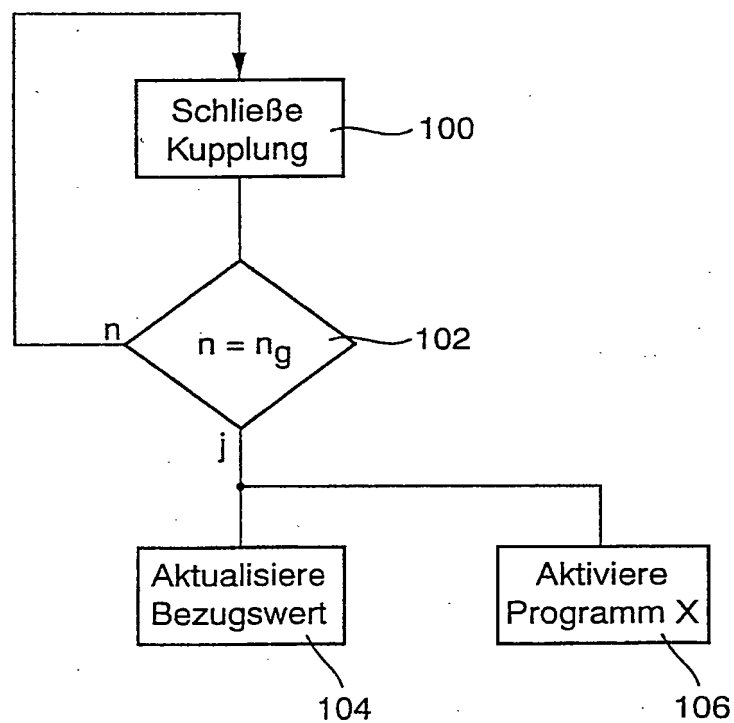 Schließe
Kupplung
100
n
n = ng
102
j
Aktualisiere
Bezugswert
Aktiviere
Programm X
104
106